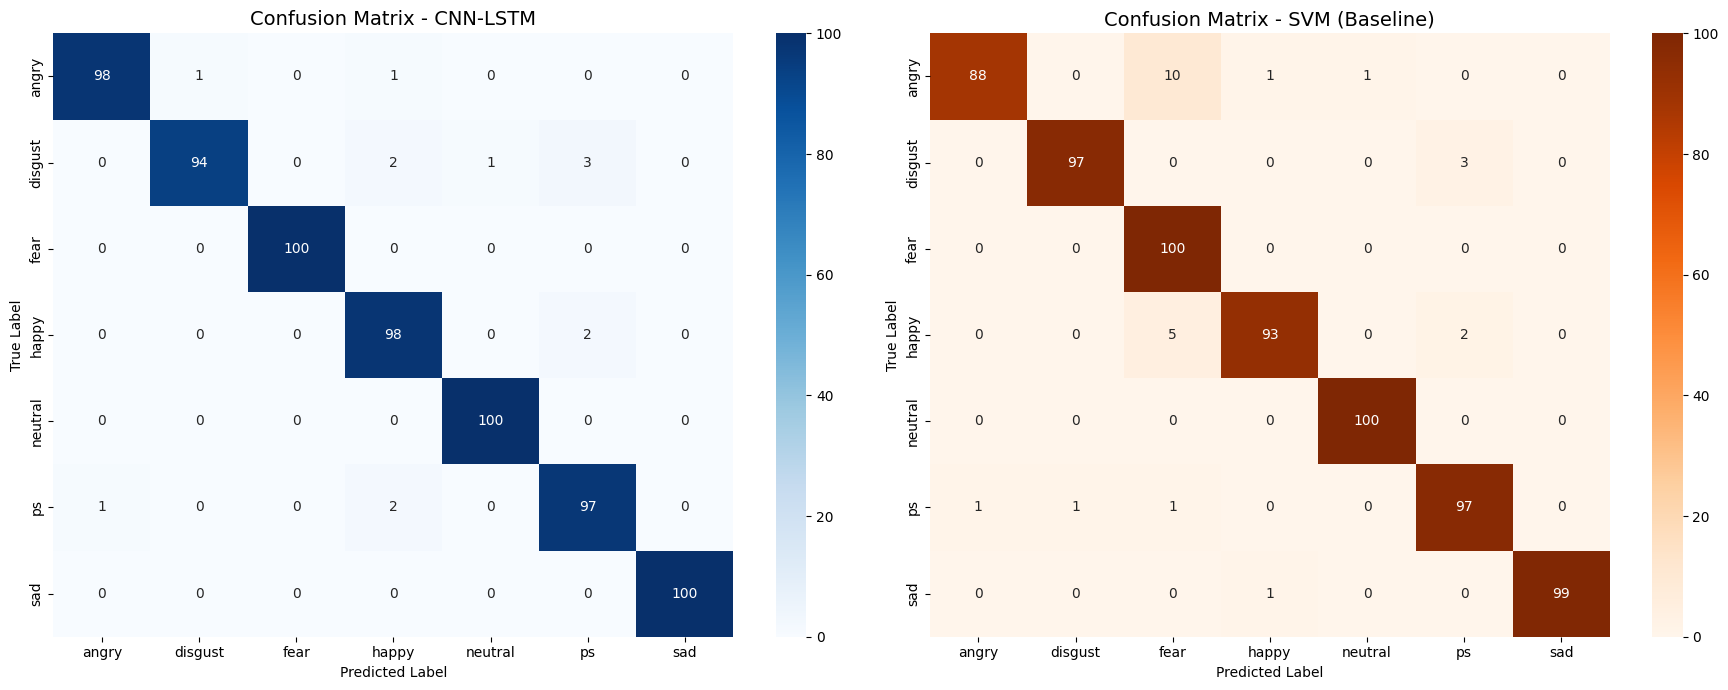 Confusion Matrix - CNN-LSTM
True Label
angry 98 1 0 1 0 0 0
disgust 0 94 0 2 1 3 0
fear 0 0 100 0 0 0 0
happy 0 0 0 98 0 2 0
neutral 0 0 0 0 100 0 0
ps 1 0 0 2 0 97 0
sad 0 0 0 0 0 0 100
angry disgust fear happy neutral ps sad
Predicted Label
100
80
60
40
20
0
Confusion Matrix - SVM (Baseline)
True Label
angry 88 0 10 1 1 0 0
disgust 0 97 0 0 0 3 0
fear 0 0 100 0 0 0 0
happy 0 0 5 93 0 2 0
neutral 0 0 0 0 100 0 0
ps 1 1 1 0 0 97 0
sad 0 0 0 1 0 0 99
angry disgust fear happy neutral ps sad
Predicted Label
100
80
60
40
20
0